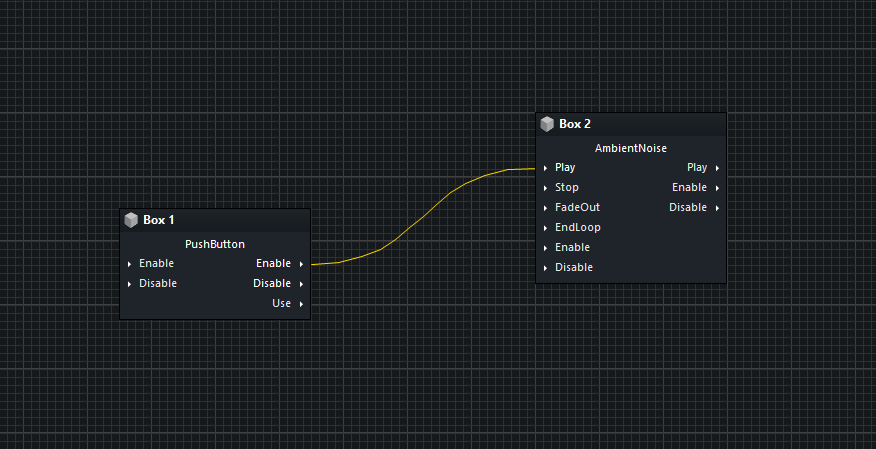 Box 2
AmbientNoise
Play Play
Stop Enable
FadeOut Disable
EndLoop
Enable
Disable
Box 1
PushButton
Enable Enable
Disable Disable
Use